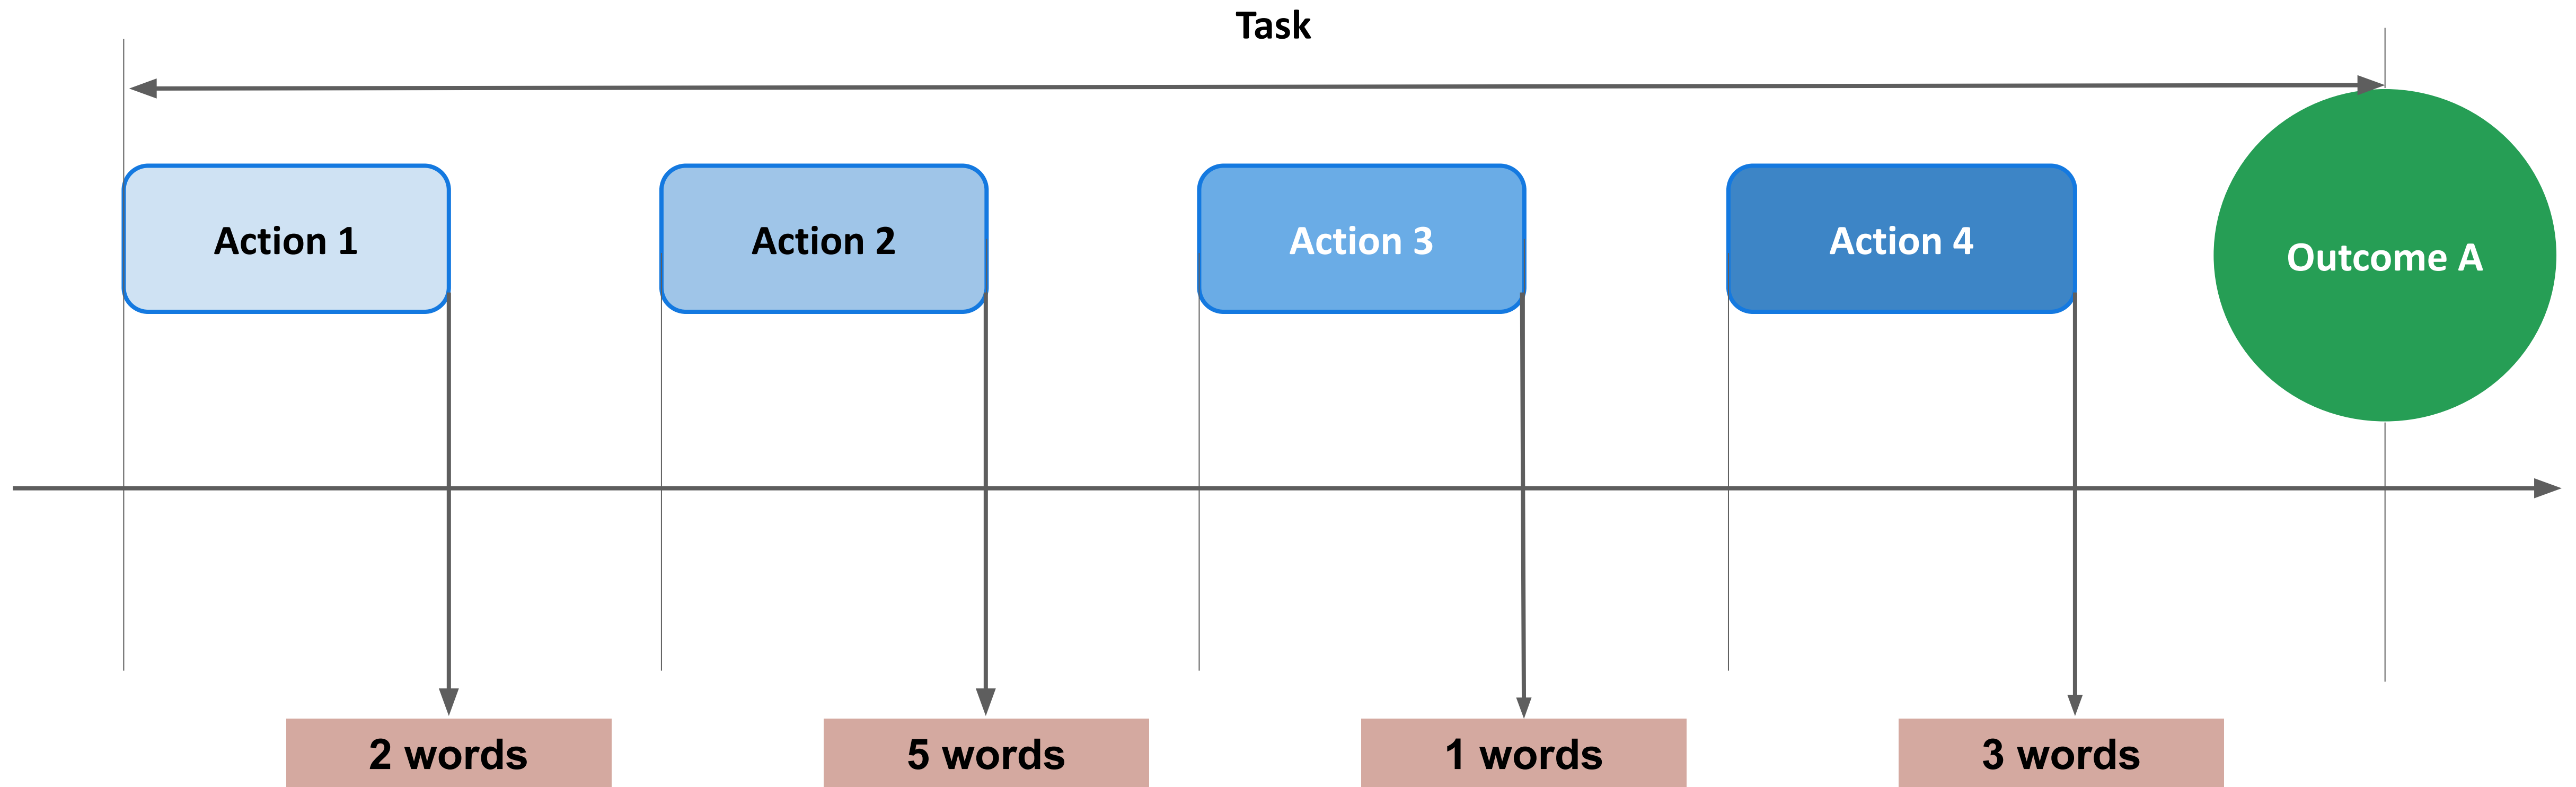 Task
Action 1
Action 2
Action 3
Action 4
Outcome A
2 words
5 words
1 words
3 words